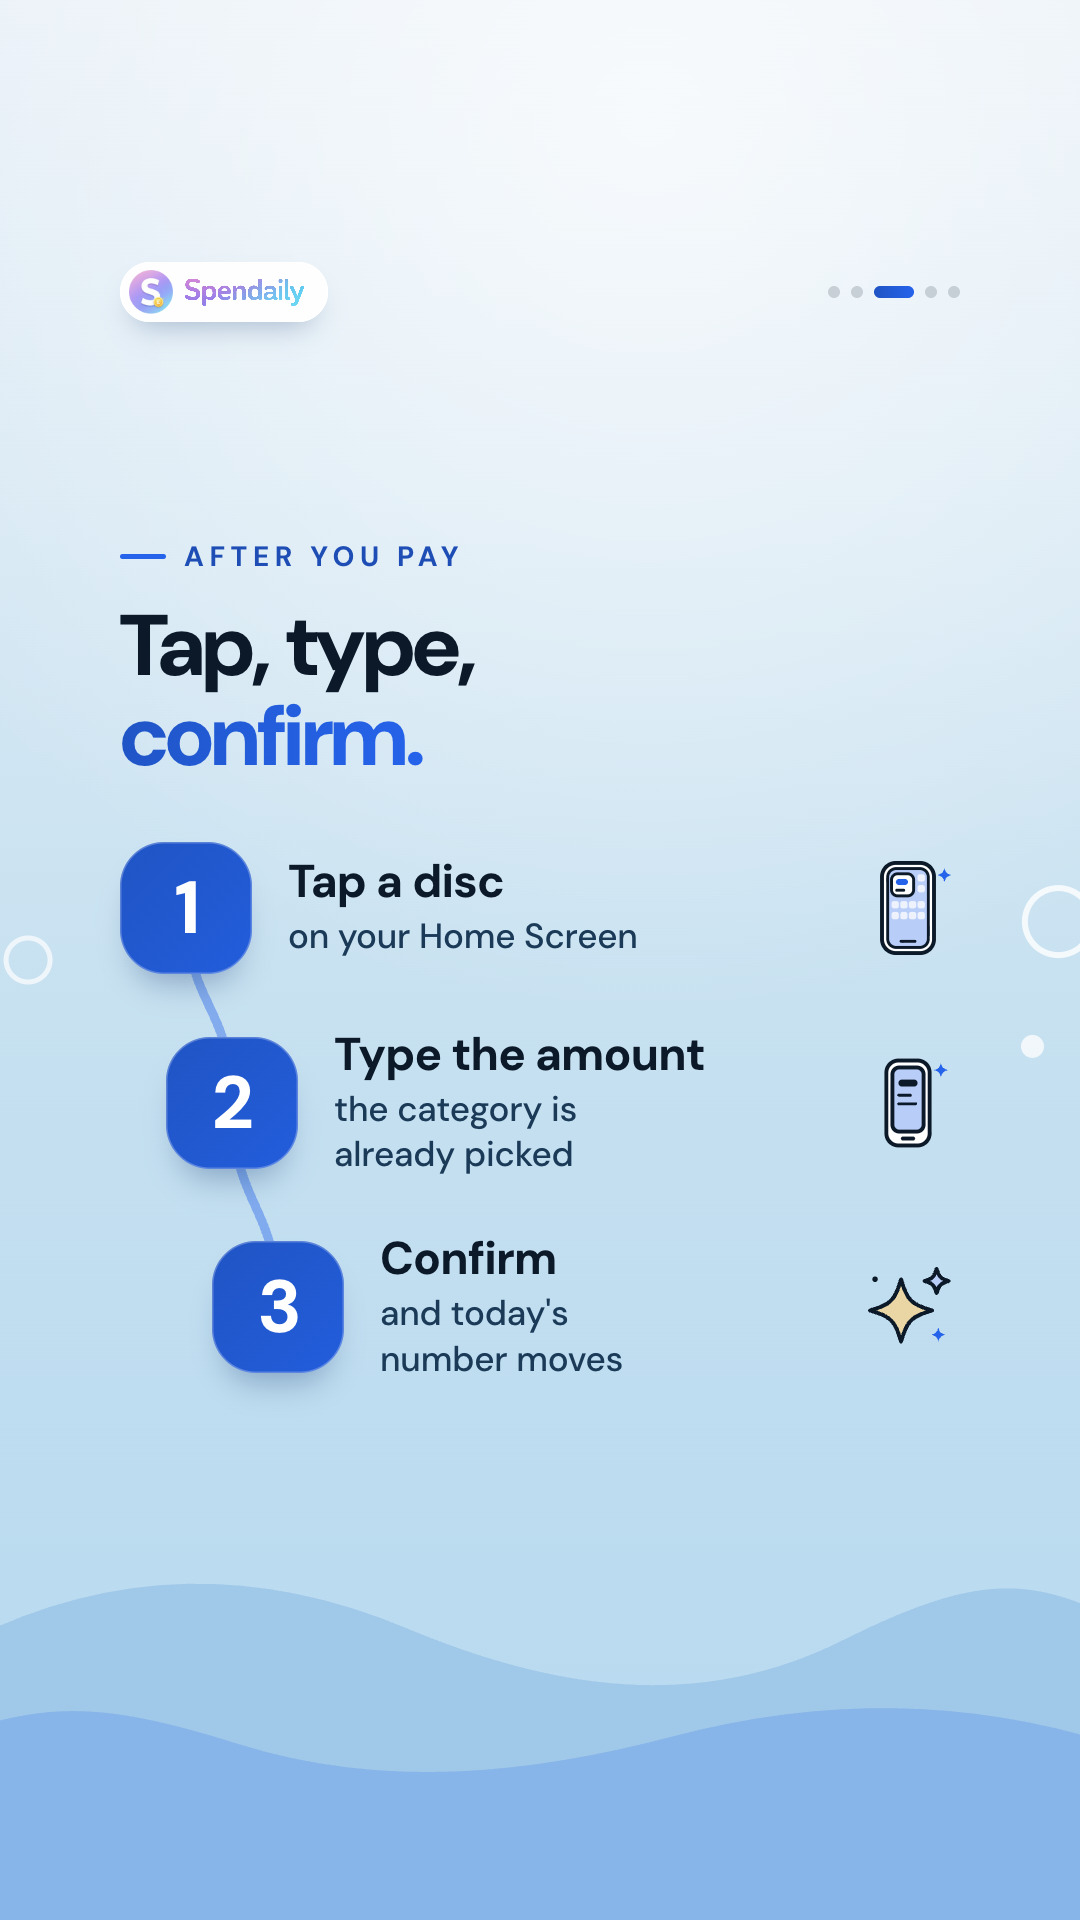 Spendaily
AFTER YOU PAY
Tap, type,
confirm.
1
Tap a disc
on your Home Screen
2
Type the amount
the category is
already picked
3
Confirm
and today's
number moves